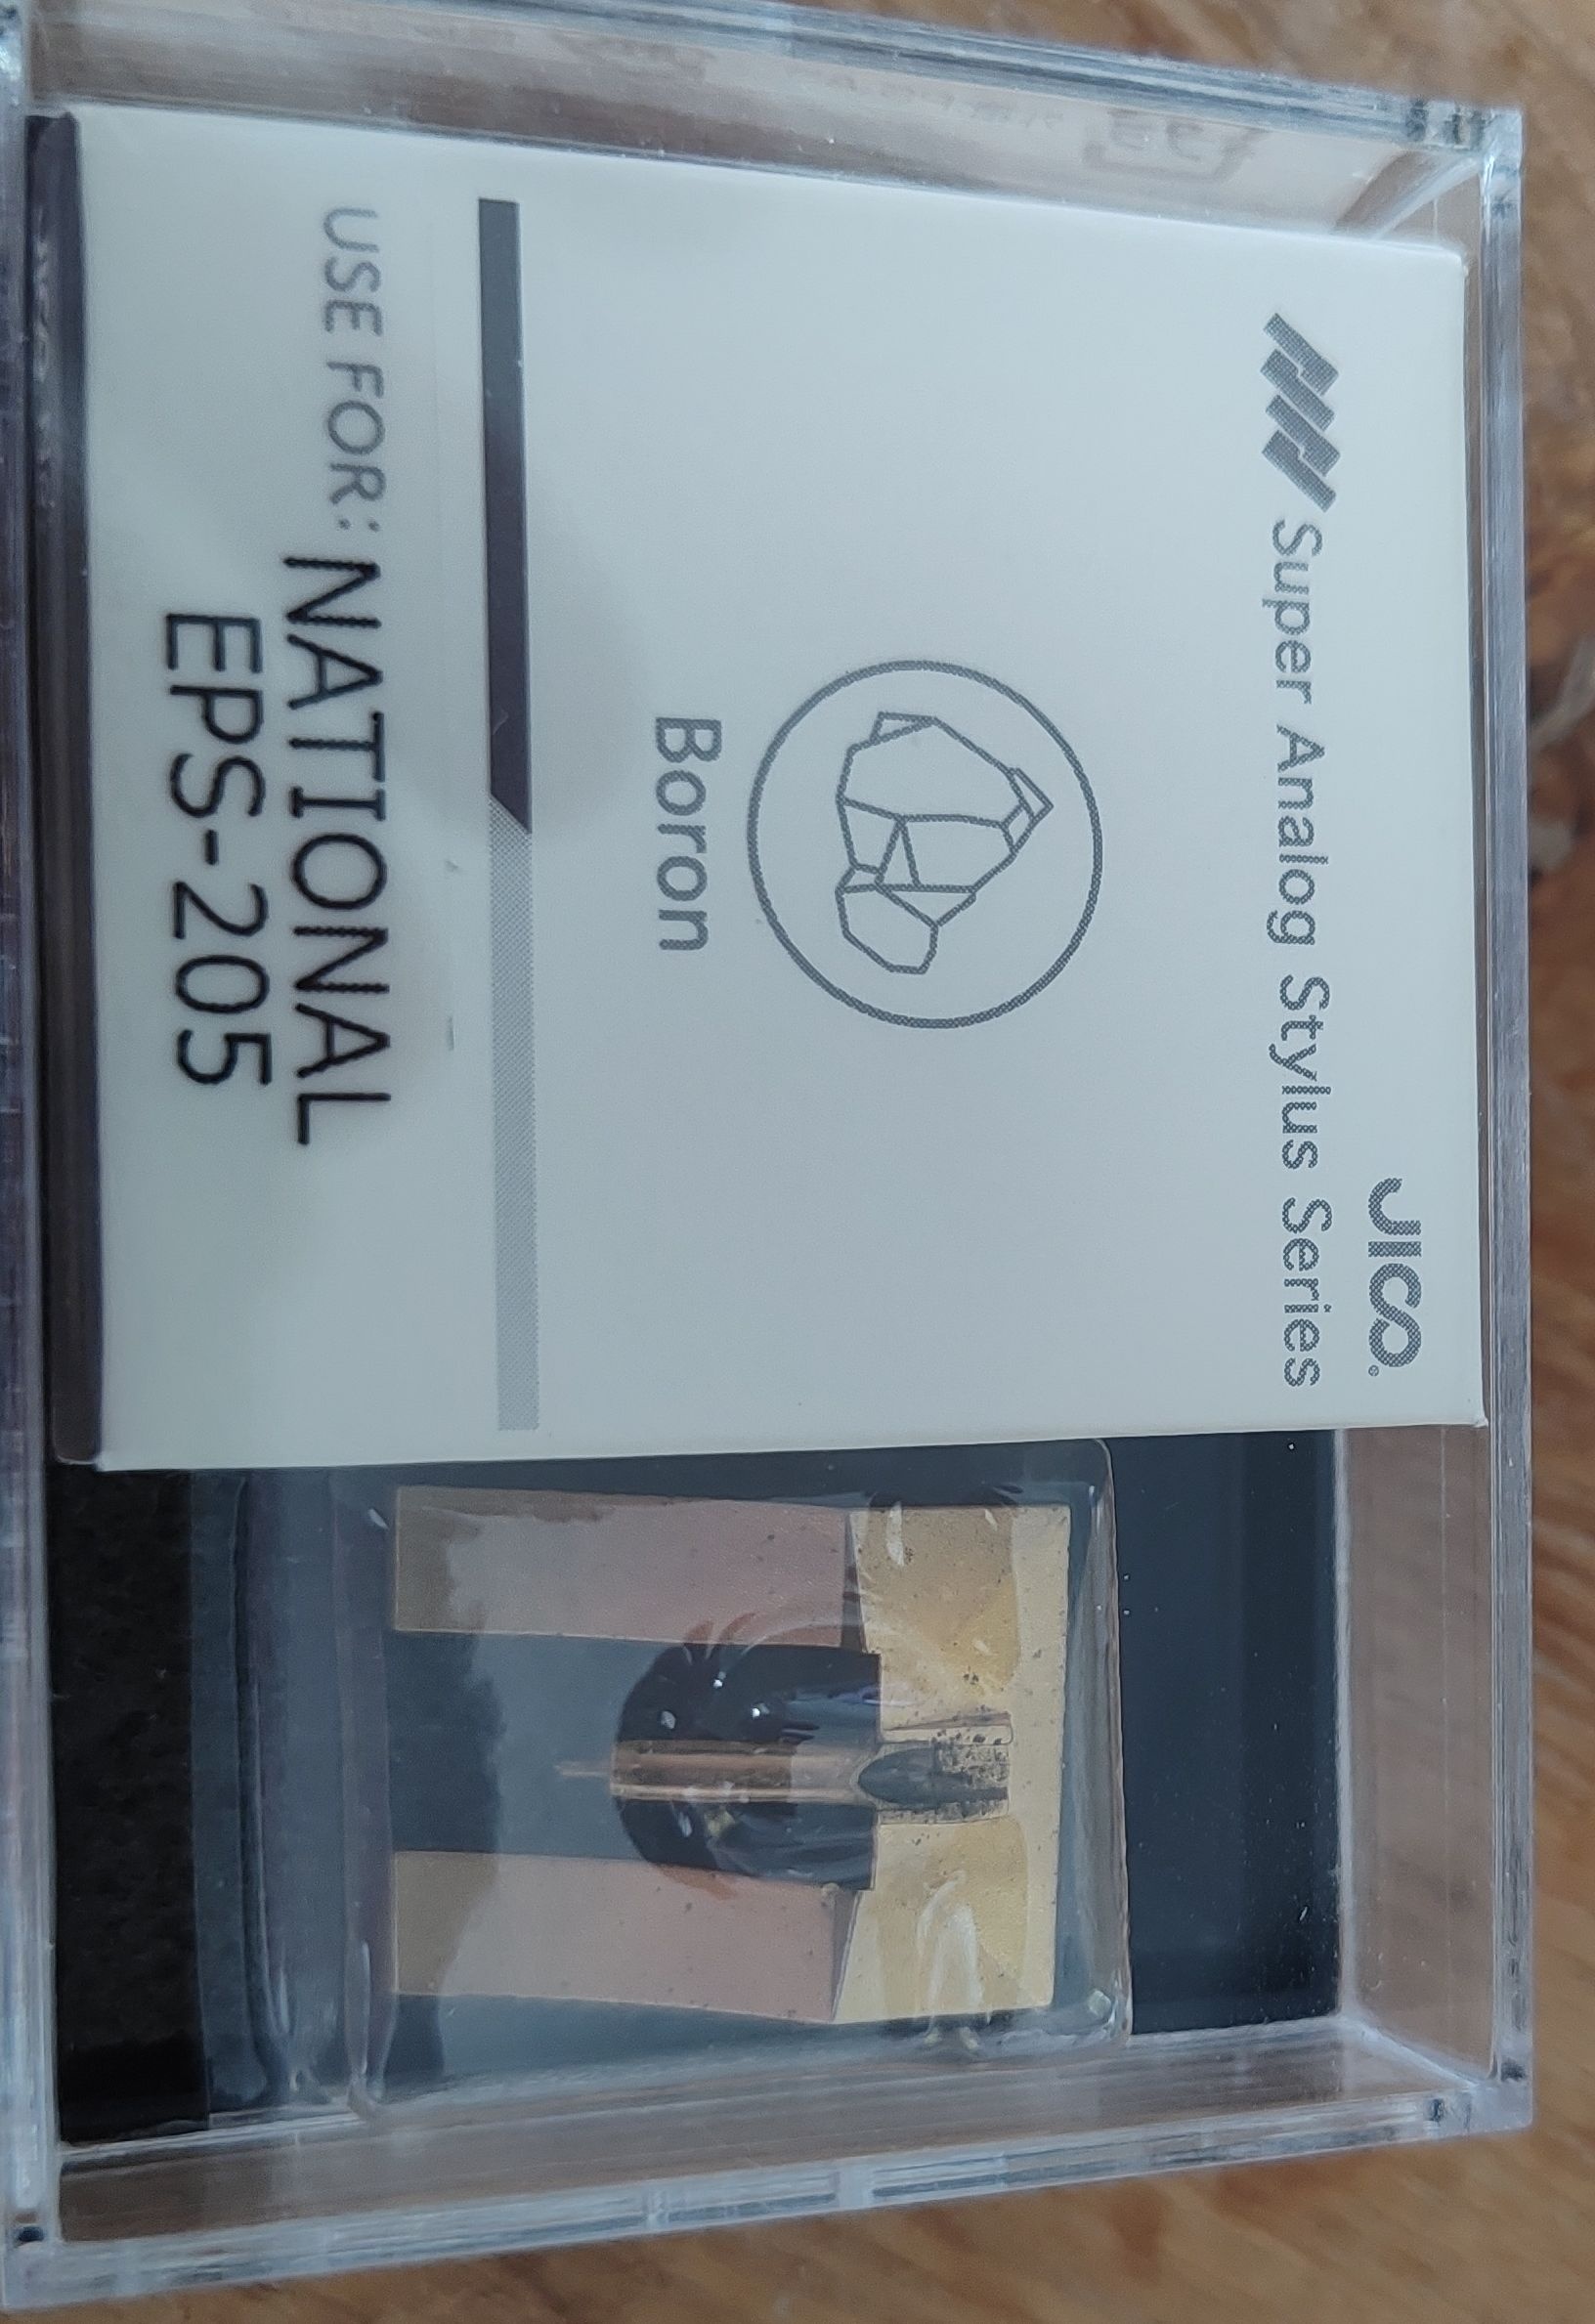 JICO®
Super Analog Stylus Series
Boron
USE FOR: NATIONAL
EPS-205